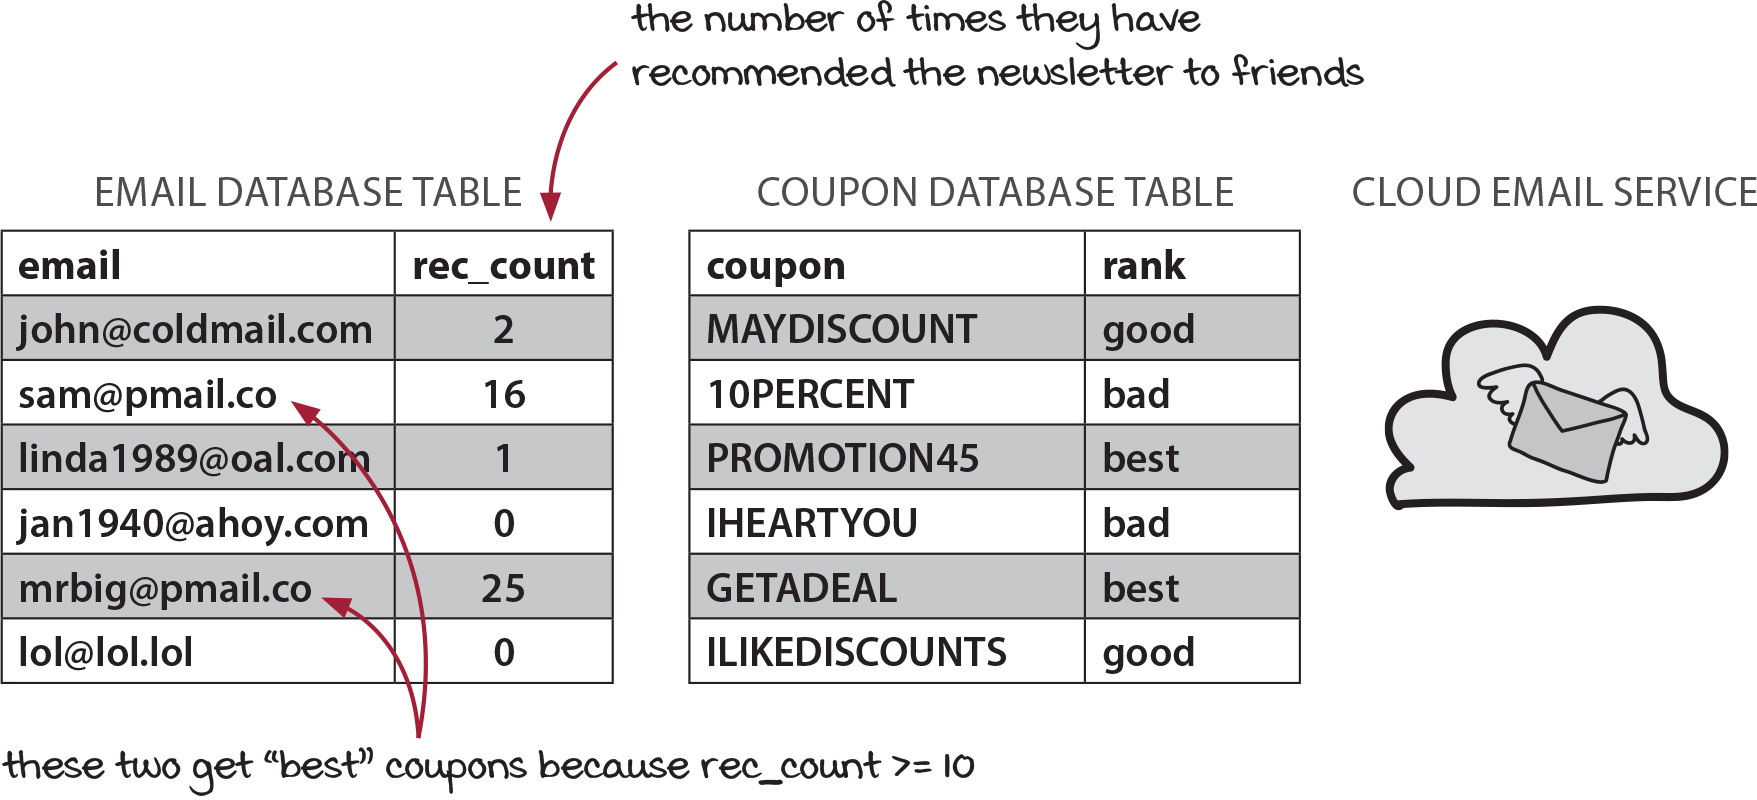 the number of times they have
recommended the newsletter to friends
EMAIL DATABASE TABLE
email rec_count
john@coldmail.com 2
sam@pmail.co 16
linda1989@oal.com 1
jan1940@ahoy.com 0
mrbig@pmail.co 25
lol@lol.lol 0
COUPON DATABASE TABLE
coupon rank
MAYDISCOUNT good
10PERCENT bad
PROMOTION45 best
IHEARTYOU bad
GETADEAL best
ILIKEDISCOUNTS good
CLOUD EMAIL SERVICE
these two get “best” coupons because rec_count >= 10